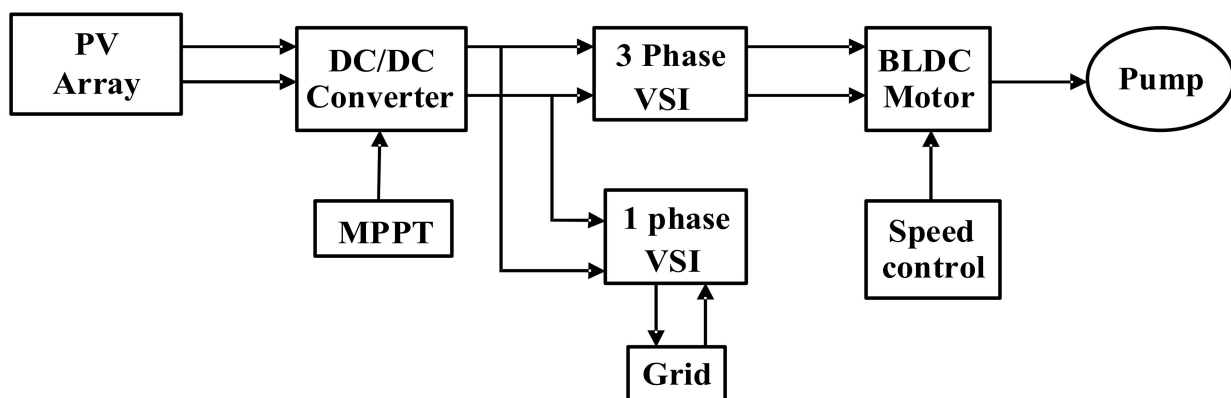 PV
Array
DC/DC
Converter
3 Phase
VSI
BLDC
Motor
Pump
MPPT
1 phase
VSI
Speed
control
Grid